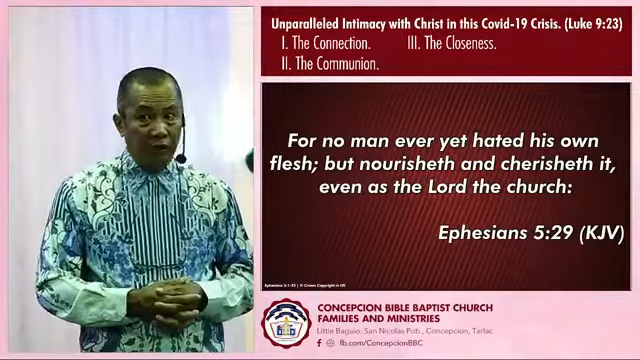 Unparalleled Intimacy with Christ in this Covid-19 Crisis. (Luke 9:23)
I. The Connection.
III. The Closeness.
II. The Communion.
For no man ever yet hated his own
flesh; but nourisheth and cherisheth it,
even as the Lord the church:
Ephesians 5:29 (KJV)
CONCEPCION BIBLE BAPTIST CHURCH
FAMILIES AND MINISTRIES
Little Baguio, San Nicolas Pob., Concepcion, Tarlac
fb.com/ConcepcionBBC